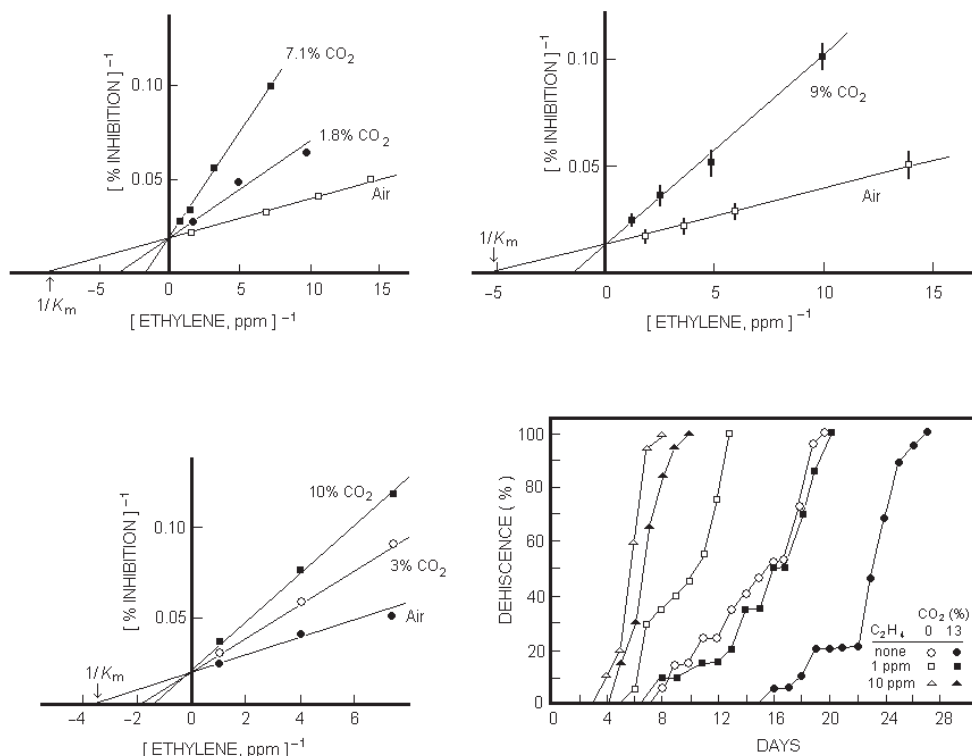 7.1% CO2
[ % INHIBITION ] –1
0.10
1.8% CO2
0.05
Air
1/Km
–5 0 5 10 15
[ ETHYLENE, ppm ] –1
[ % INHIBITION ] –1
0.10
9% CO2
0.05
Air
1/Km
–5 0 5 10 15
[ ETHYLENE, ppm ] –1
[ % INHIBITION ] –1
10% CO2
0.10
3% CO2
0.05
Air
1/Km
–4 –2 0 2 4 6
[ ETHYLENE, ppm ] –1
DEHISCENCE ( % )
100
80
60
40
20
0
CO2 (%)
C2H4 0 13
none
1 ppm
10 ppm
0 4 8 12 16 20 24 28
DAYS